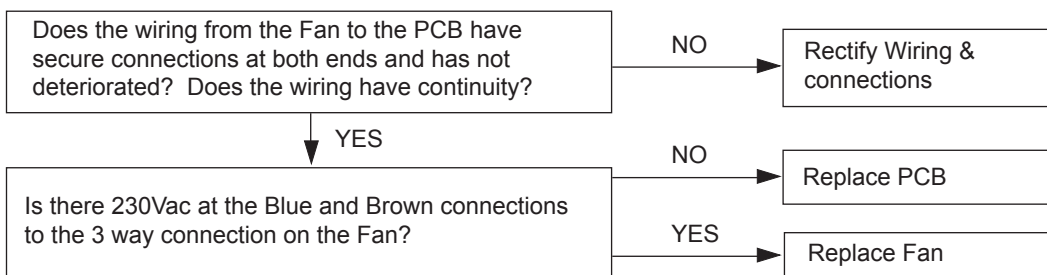 Does the wiring from the Fan to the PCB have
secure connections at both ends and has not
deteriorated? Does the wiring have continuity?
NO
Rectify Wiring &
connections
YES
Is there 230Vac at the Blue and Brown connections
to the 3 way connection on the Fan?
NO
Replace PCB
YES
Replace Fan